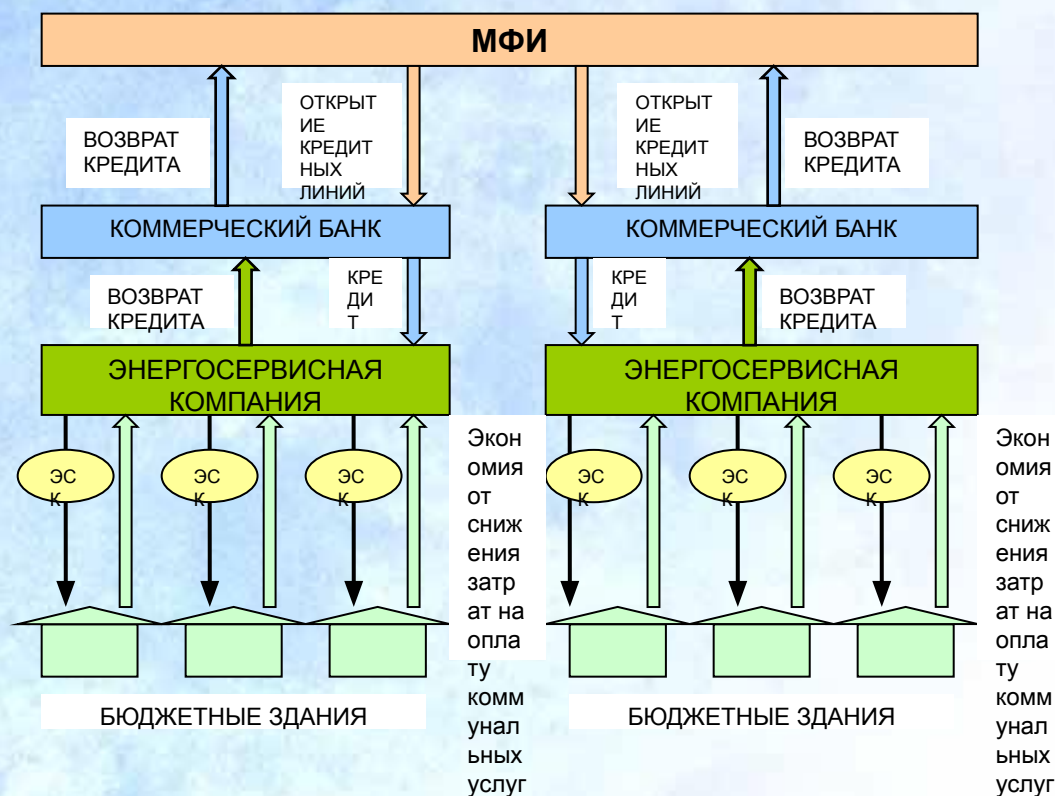 МФИ
ВОЗВРАТ
КРЕДИТА
ОТКРЫТ
ИЕ
КРЕДИТ
НЫХ
ЛИНИЙ
ОТКРЫТ
ИЕ
КРЕДИТ
НЫХ
ЛИНИЙ
ВОЗВРАТ
КРЕДИТА
КОММЕРЧЕСКИЙ БАНК
КОММЕРЧЕСКИЙ БАНК
ВОЗВРАТ
КРЕДИТА
КРЕ
ДИ
Т
КРЕ
ДИ
Т
ВОЗВРАТ
КРЕДИТА
ЭНЕРГОСЕРВИСНАЯ
КОМПАНИЯ
ЭНЕРГОСЕРВИСНАЯ
КОМПАНИЯ
ЭС
К
ЭС
К
ЭС
К
Экон
омия
от
сниж
ения
затр
ат на
опла
ту
комм
унал
ьных
услуг
ЭС
К
ЭС
К
ЭС
К
Экон
омия
от
сниж
ения
затр
ат на
опла
ту
комм
унал
ьных
услуг
БЮДЖЕТНЫЕ ЗДАНИЯ
БЮДЖЕТНЫЕ ЗДАНИЯ